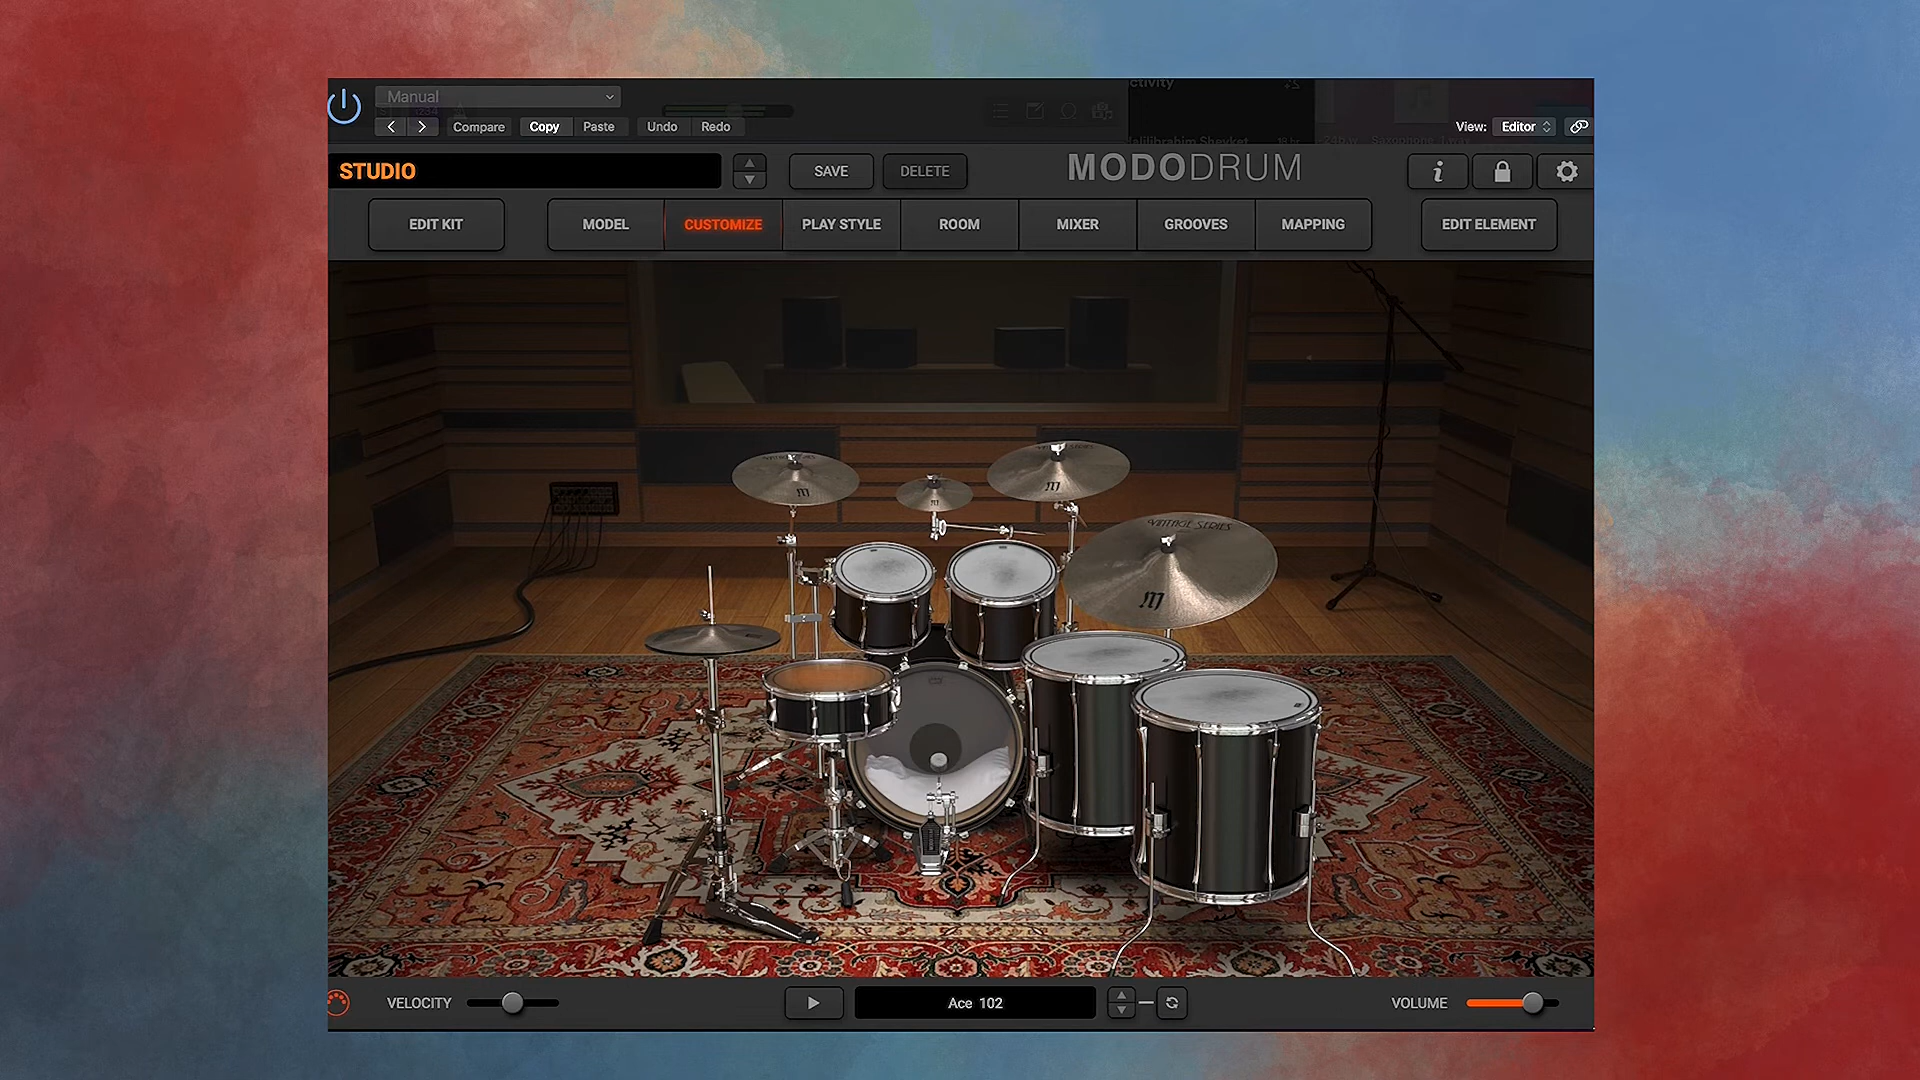 Manual
ctivity
Compare Copy Paste Undo Redo
View: Editor
STUDIO
SAVE DELETE
MODODRUM
i
EDIT KIT MODEL CUSTOMIZE PLAY STYLE ROOM MIXER GROOVES MAPPING EDIT ELEMENT
VINTAGE SERIES
VELOCITY
Ace 102
VOLUME